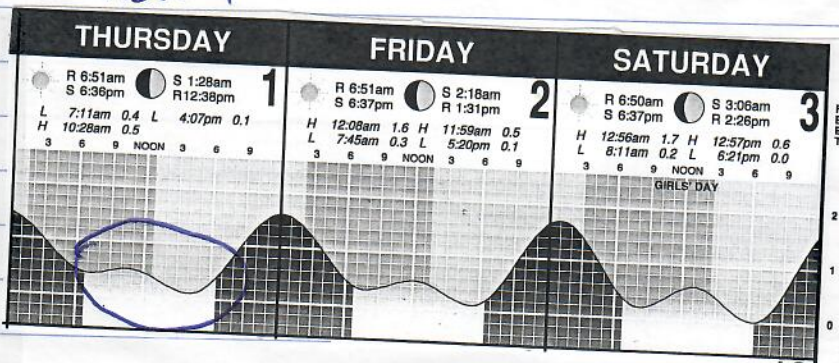 THURSDAY
R 6:51am S 1:28am 1
S 6:36pm R12:38pm
L 7:11am 0.4 L 4:07pm 0.1
H 10:28am 0.5
3 6 9 NOON 3 6 9
FRIDAY
R 6:51am S 2:18am 2
S 6:37pm R 1:31pm
H 12:08am 1.6 H 11:59am 0.5
L 7:45am 0.3 L 5:20pm 0.1
3 6 9 NOON 3 6 9
SATURDAY
R 6:50am S 3:06am 3
S 6:37pm R 2:26pm
H 12:56am 1.7 H 12:57pm 0.6
L 8:11am 0.2 L 6:21pm 0.0
3 6 9 NOON 3 6 9
GIRLS' DAY
2
1
0